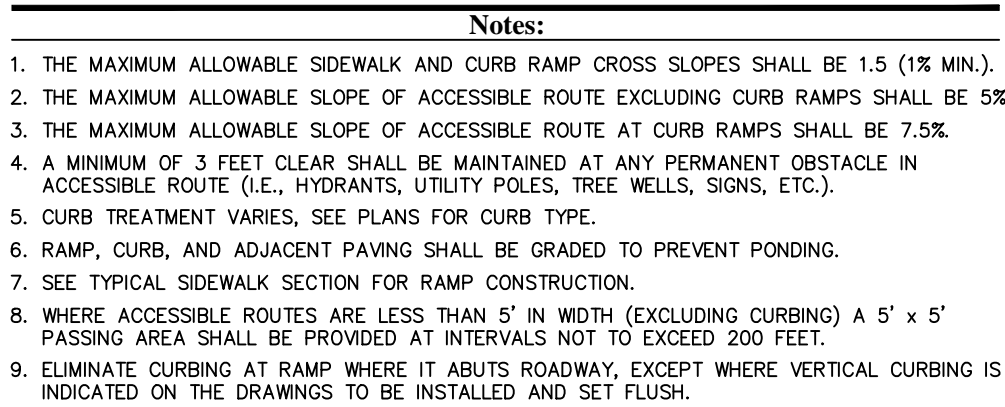 Notes:
1. THE MAXIMUM ALLOWABLE SIDEWALK AND CURB RAMP CROSS SLOPES SHALL BE 1.5 (1% MIN.).
2. THE MAXIMUM ALLOWABLE SLOPE OF ACCESSIBLE ROUTE EXCLUDING CURB RAMPS SHALL BE 5%
3. THE MAXIMUM ALLOWABLE SLOPE OF ACCESSIBLE ROUTE AT CURB RAMPS SHALL BE 7.5%.
4. A MINIMUM OF 3 FEET CLEAR SHALL BE MAINTAINED AT ANY PERMANENT OBSTACLE IN
ACCESSIBLE ROUTE (I.E., HYDRANTS, UTILITY POLES, TREE WELLS, SIGNS, ETC.).
5. CURB TREATMENT VARIES, SEE PLANS FOR CURB TYPE.
6. RAMP, CURB, AND ADJACENT PAVING SHALL BE GRADED TO PREVENT PONDING.
7. SEE TYPICAL SIDEWALK SECTION FOR RAMP CONSTRUCTION.
8. WHERE ACCESSIBLE ROUTES ARE LESS THAN 5' IN WIDTH (EXCLUDING CURBING) A 5' x 5'
PASSING AREA SHALL BE PROVIDED AT INTERVALS NOT TO EXCEED 200 FEET.
9. ELIMINATE CURBING AT RAMP WHERE IT ABUTS ROADWAY, EXCEPT WHERE VERTICAL CURBING IS
INDICATED ON THE DRAWINGS TO BE INSTALLED AND SET FLUSH.